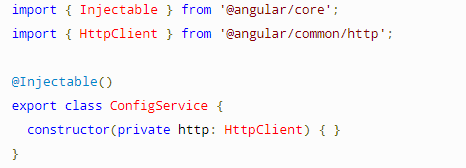 import { Injectable } from '@angular/core';
import { HttpClient } from '@angular/common/http';

@Injectable()
export class ConfigService {
  constructor(private http: HttpClient) { }
}